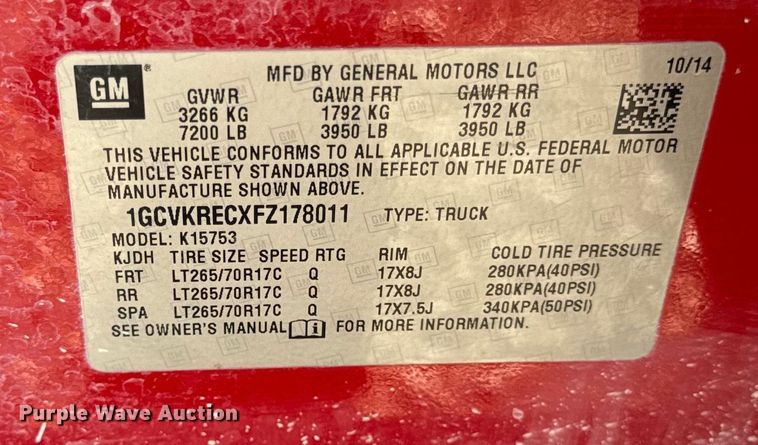 GM ® MFD BY GENERAL MOTORS LLC 10/14
GVWR GAWR FRT GAWR RR
3266 KG 1792 KG 1792 KG
7200 LB 3950 LB 3950 LB
THIS VEHICLE CONFORMS TO ALL APPLICABLE U.S. FEDERAL MOTOR
VEHICLE SAFETY STANDARDS IN EFFECT ON THE DATE OF
MANUFACTURE SHOWN ABOVE.
1GCVKRECXFZ178011 TYPE: TRUCK
MODEL: K15753
KJDH TIRE SIZE SPEED RTG RIM COLD TIRE PRESSURE
FRT LT265/70R17C Q 17X8J 280KPA(40PSI)
RR LT265/70R17C Q 17X8J 280KPA(40PSI)
SPA LT265/70R17C Q 17X7.5J 340KPA(50PSI)
SEE OWNER'S MANUAL i FOR MORE INFORMATION.
Purple Wave Auction